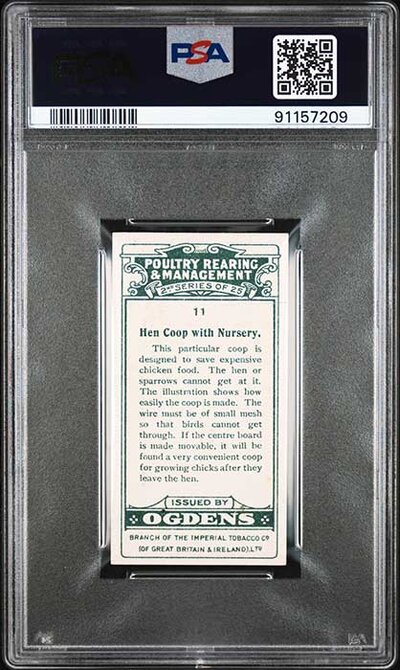 PSA
91157209
POULTRY REARING
& MANAGEMENT
2ND SERIES OF 25
11
Hen Coop with Nursery.
This particular coop is
designed to save expensive
chicken food. The hen or
sparrows cannot get at it.
The illustration shows how
easily the coop is made. The
wire must be of small mesh
so that birds cannot get
through. If the centre board
is made movable, it will be
found a very convenient coop
for growing chicks after they
leave the hen.
ISSUED BY
OGDENS
BRANCH OF THE IMPERIAL TOBACCO CO
(OF GREAT BRITAIN & IRELAND), LTD